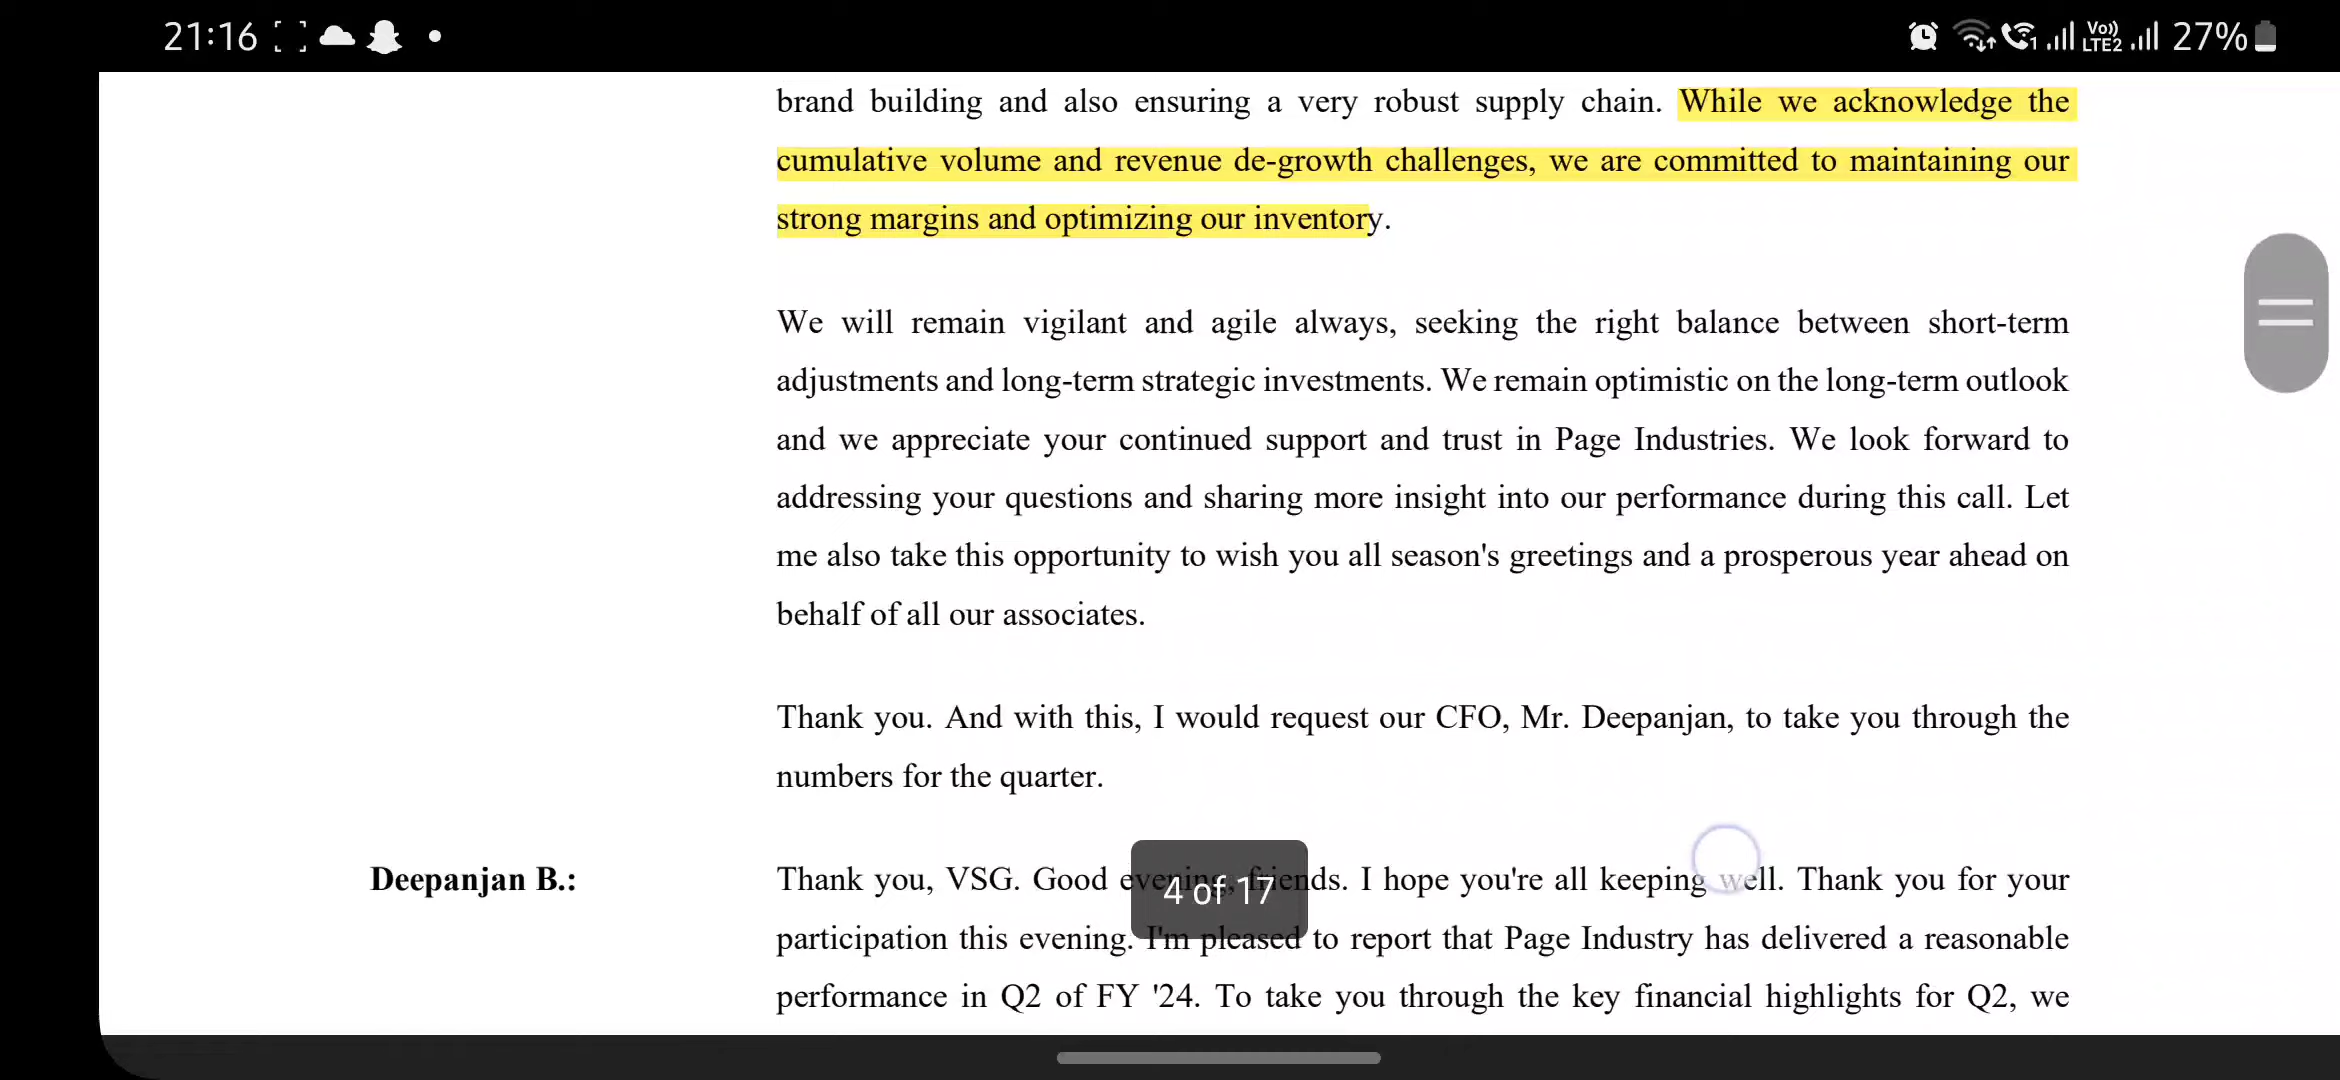 21:16
Vo)) LTE2 27%
brand building and also ensuring a very robust supply chain. While we acknowledge the
cumulative volume and revenue de-growth challenges, we are committed to maintaining our
strong margins and optimizing our inventory.
We will remain vigilant and agile always, seeking the right balance between short-term
adjustments and long-term strategic investments. We remain optimistic on the long-term outlook
and we appreciate your continued support and trust in Page Industries. We look forward to
addressing your questions and sharing more insight into our performance during this call. Let
me also take this opportunity to wish you all season's greetings and a prosperous year ahead on
behalf of all our associates.
Thank you. And with this, I would request our CFO, Mr. Deepanjan, to take you through the
numbers for the quarter.
Deepanjan B.: Thank you, VSG. Good evening, friends. I hope you're all keeping well. Thank you for your
4 of 17
participation this evening. I'm pleased to report that Page Industry has delivered a reasonable
performance in Q2 of FY '24. To take you through the key financial highlights for Q2, we